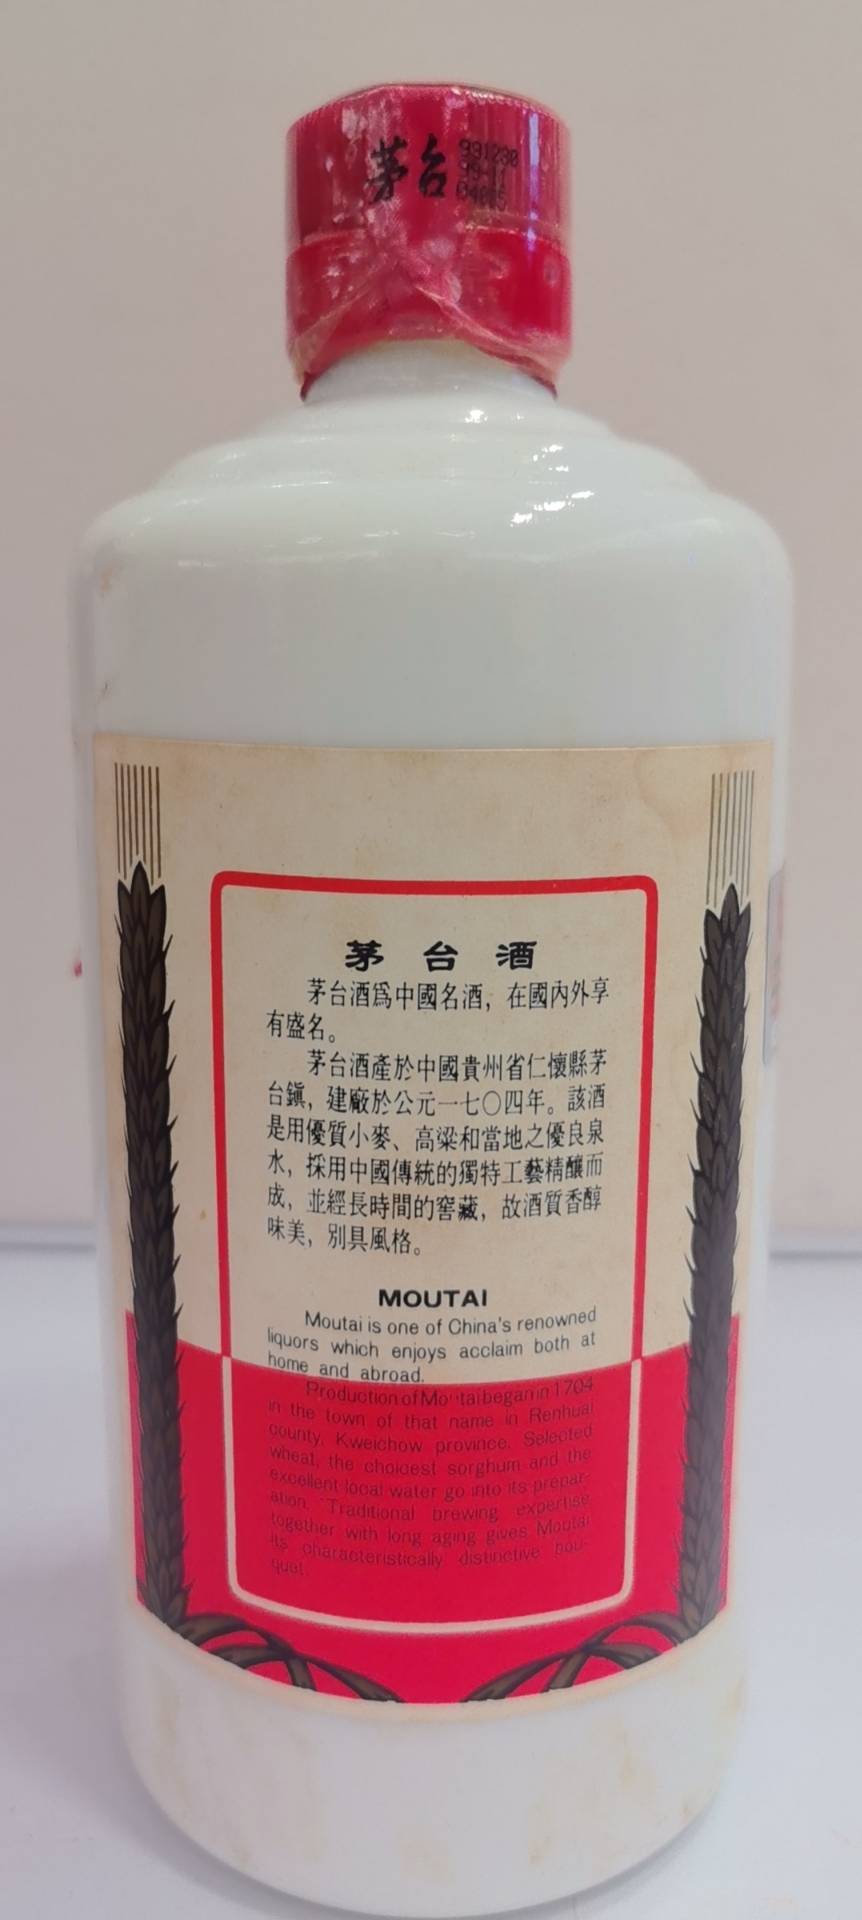 茅台
991230
99-11
茅台酒
茅台酒爲中國名酒，在國內外享
有盛名。
茅台酒產於中國貴州省仁懷縣茅
台鎭，建廠於公元一七〇四年。該酒
是用優質小麥、高粱和當地之優良泉
水，採用中國傳統的獨特工藝精釀而
成，並經長時間的窖藏，故酒質香醇
味美，別具風格。
MOUTAI
Moutai is one of China's renowned
liquors which enjoys acclaim both at
home and abroad.
Production of Moutai began in 1704
in the town of that name in Renhuai
county, Kweichow province. Selected
wheat, the choicest sorghum and the
excellent local water go into its prepar-
ation. Traditional brewing expertise
together with long aging gives Moutai
its characteristically distinctive bou-
quet.